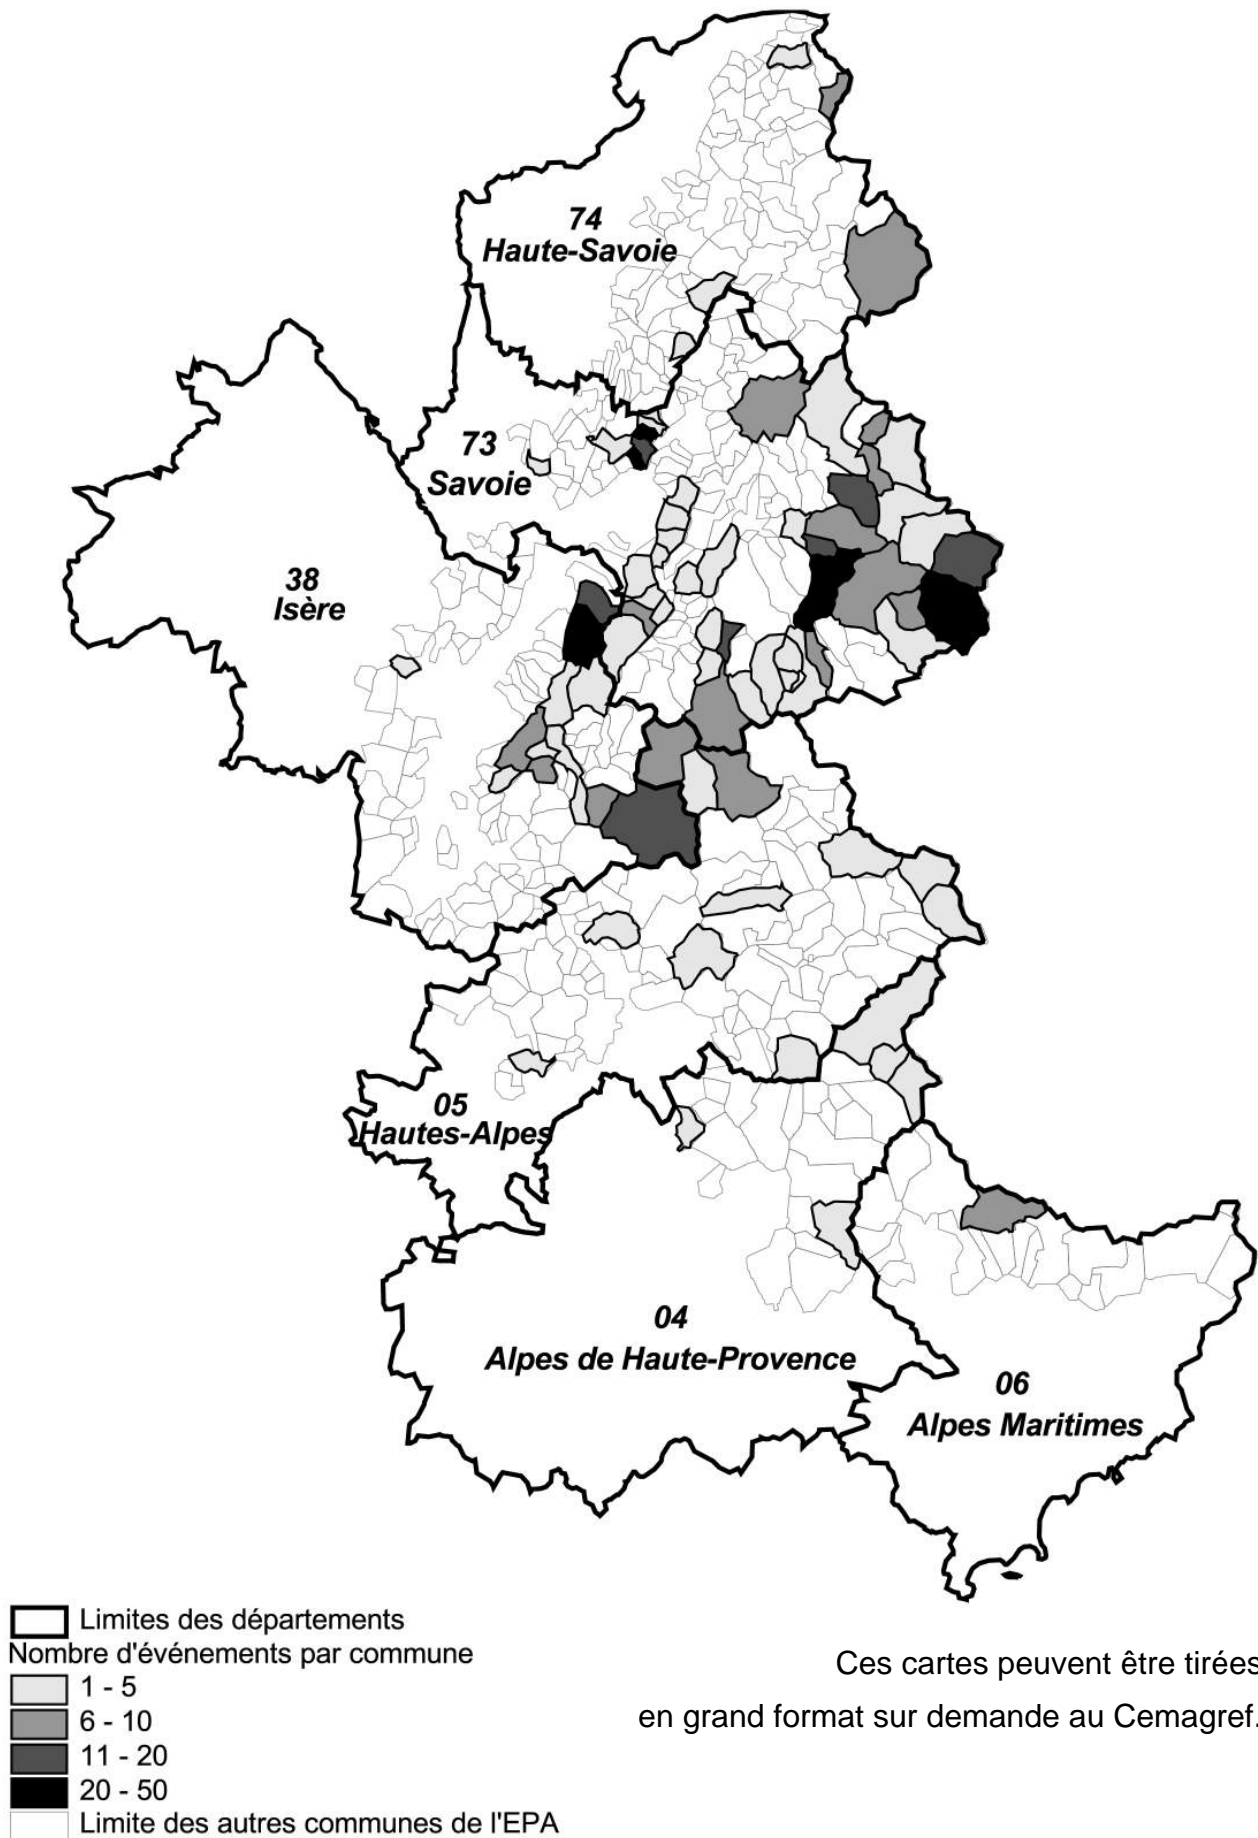 74
Haute-Savoie
73
Savoie
38
Isère
05
Hautes-Alpes
04
Alpes de Haute-Provence
06
Alpes Maritimes
Limites des départements
Nombre d'événements par commune
1 - 5
6 - 10
11 - 20
20 - 50
Limite des autres communes de l'EPA
Ces cartes peuvent être tirées
en grand format sur demande au Cemagref.